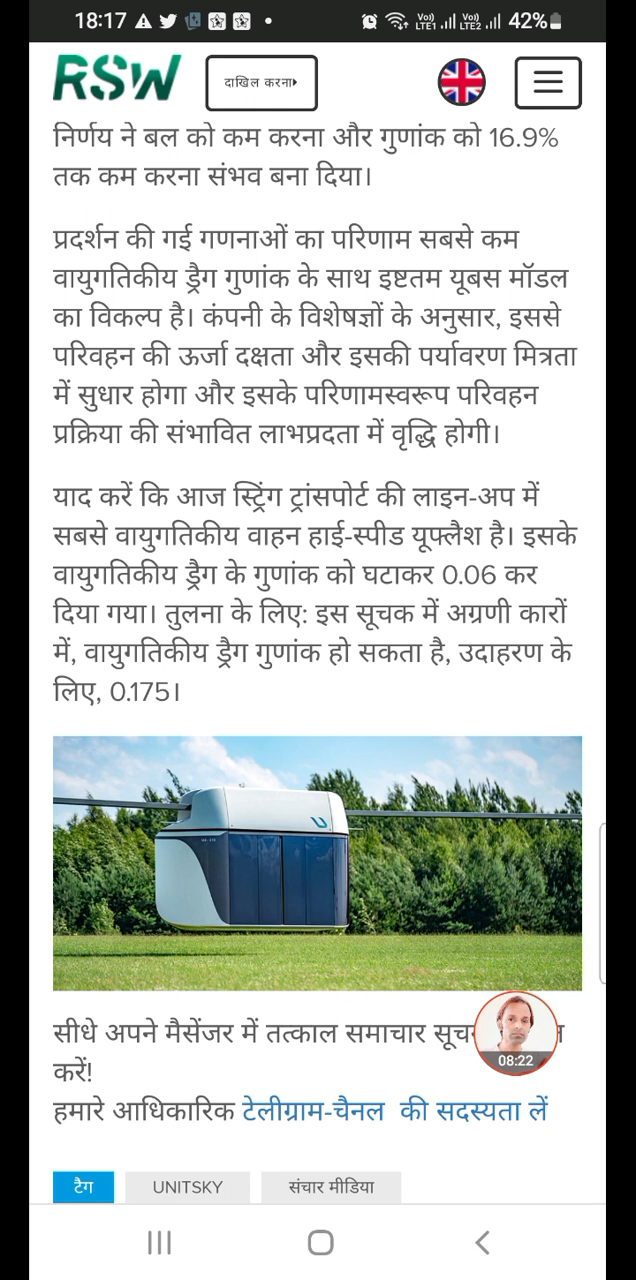 18:17
Vo)) LTE1 Vo)) LTE2 42%
RSW
दाखिल करना
निर्णय ने बल को कम करना और गुणांक को 16.9%
तक कम करना संभव बना दिया।
प्रदर्शन की गई गणनाओं का परिणाम सबसे कम
वायुगतिकीय ड्रैग गुणांक के साथ इष्टतम यूबस मॉडल
का विकल्प है। कंपनी के विशेषज्ञों के अनुसार, इससे
परिवहन की ऊर्जा दक्षता और इसकी पर्यावरण मित्रता
में सुधार होगा और इसके परिणामस्वरूप परिवहन
प्रक्रिया की संभावित लाभप्रदता में वृद्धि होगी।
याद करें कि आज स्ट्रिंग ट्रांसपोर्ट की लाइन-अप में
सबसे वायुगतिकीय वाहन हाई-स्पीड यूफ्लैश है। इसके
वायुगतिकीय ड्रैग के गुणांक को घटाकर 0.06 कर
दिया गया। तुलना के लिए: इस सूचक में अग्रणी कारों
में, वायुगतिकीय ड्रैग गुणांक हो सकता है, उदाहरण के
लिए, 0.175।
U
सीधे अपने मैसेंजर में तत्काल समाचार
08:22
करें!
हमारे आधिकारिक टेलीग्राम-चैनल की सदस्यता लें
टैग UNITSKY संचार मीडिया